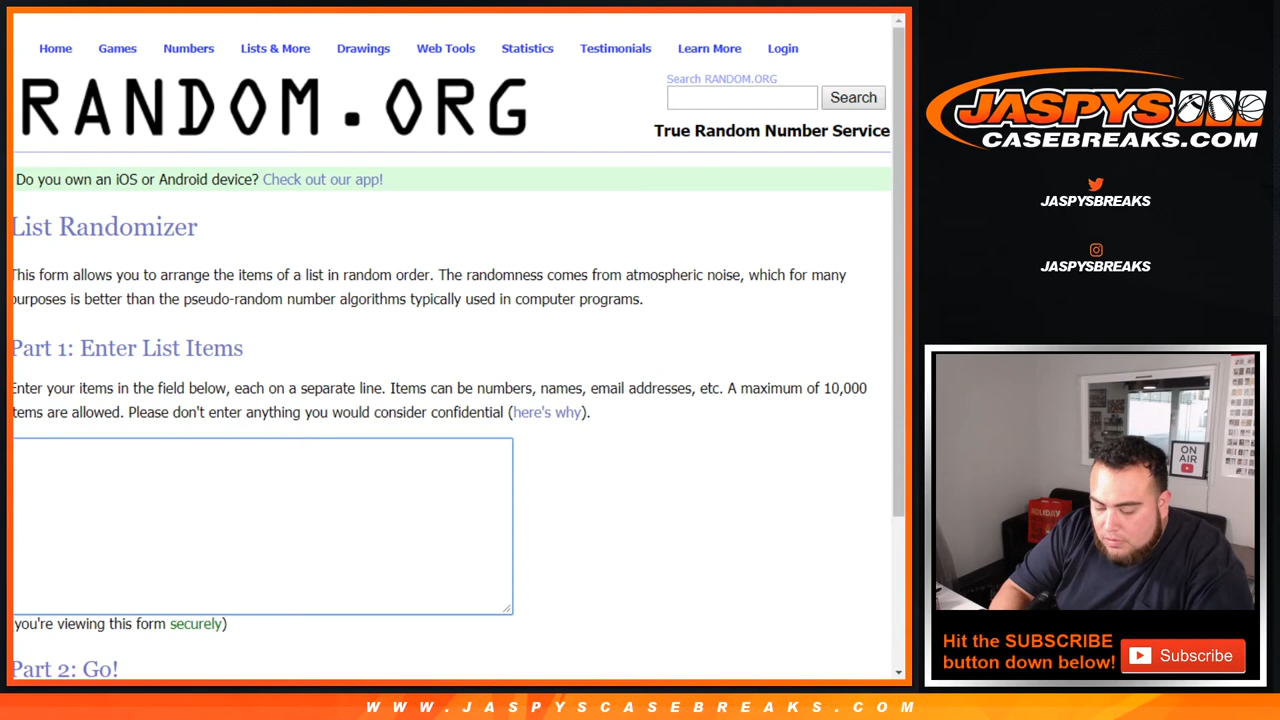 Home Games Numbers Lists & More Drawings Web Tools Statistics Testimonials Learn More Login
RANDOM.ORG
Search RANDOM.ORG
Search
True Random Number Service
Do you own an iOS or Android device? Check out our app!
List Randomizer
This form allows you to arrange the items of a list in random order. The randomness comes from atmospheric noise, which for many
purposes is better than the pseudo-random number algorithms typically used in computer programs.
Part 1: Enter List Items
Enter your items in the field below, each on a separate line. Items can be numbers, names, email addresses, etc. A maximum of 10,000
items are allowed. Please don't enter anything you would consider confidential (here's why).
you're viewing this form securely)
Part 2: Go!
JASPYS
CASEBREAKS.COM
JASPYSBREAKS
JASPYSBREAKS
ON
AIR
HOLIDAY
Hit the SUBSCRIBE
button down below!
Subscribe
WWW.JASPYSCASEBREAKS.COM